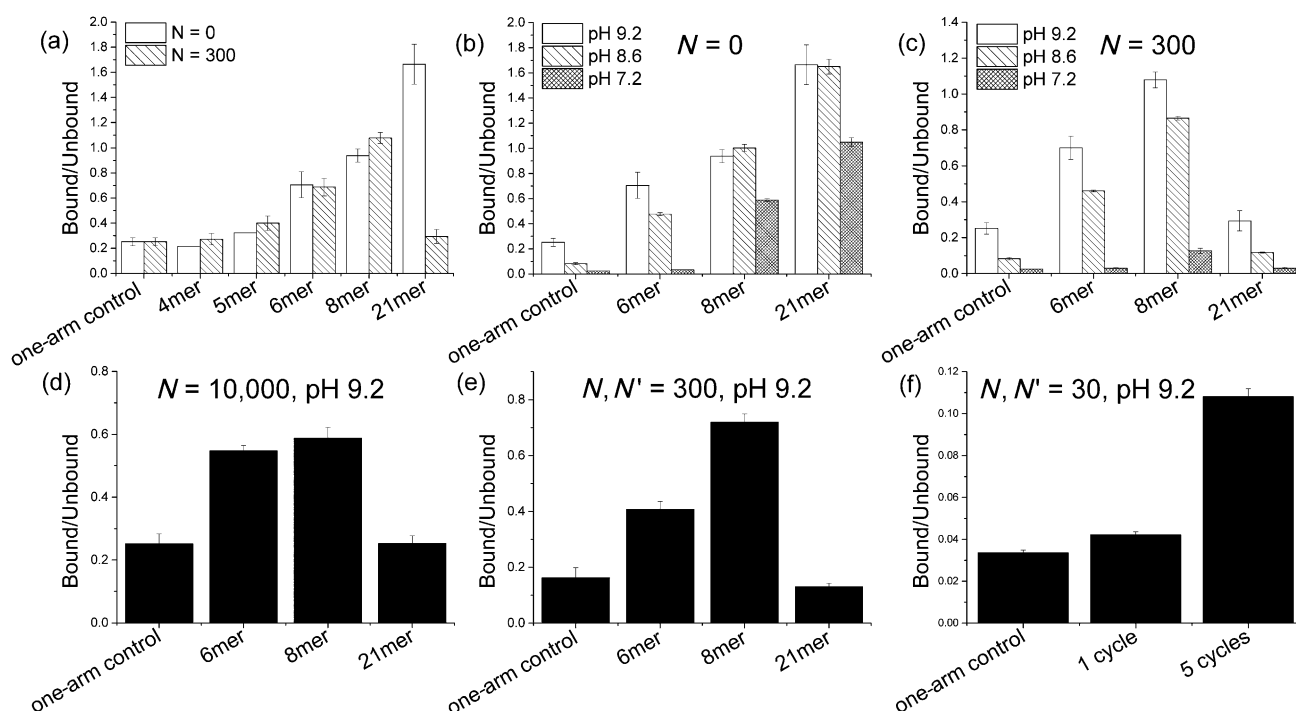 (a)
N = 0
N = 300
Bound/Unbound
2.0
1.8
1.6
1.4
1.2
1.0
0.8
0.6
0.4
0.2
0.0
one-arm control
4mer
5mer
6mer
8mer
21mer
(b)
pH 9.2
pH 8.6
pH 7.2
N = 0
Bound/Unbound
2.0
1.8
1.6
1.4
1.2
1.0
0.8
0.6
0.4
0.2
0.0
one-arm control
6mer
8mer
21mer
(c)
pH 9.2
pH 8.6
pH 7.2
N = 300
Bound/Unbound
1.4
1.2
1.0
0.8
0.6
0.4
0.2
0.0
one-arm control
6mer
8mer
21mer
(d)
N = 10,000, pH 9.2
Bound/Unbound
0.8
0.6
0.4
0.2
0.0
one-arm control
6mer
8mer
21mer
(e)
N, N' = 300, pH 9.2
Bound/Unbound
0.8
0.6
0.4
0.2
0.0
one-arm control
6mer
8mer
21mer
(f)
N, N' = 30, pH 9.2
Bound/Unbound
0.12
0.10
0.08
0.06
0.04
0.02
0.00
one-arm control
1 cycle
5 cycles